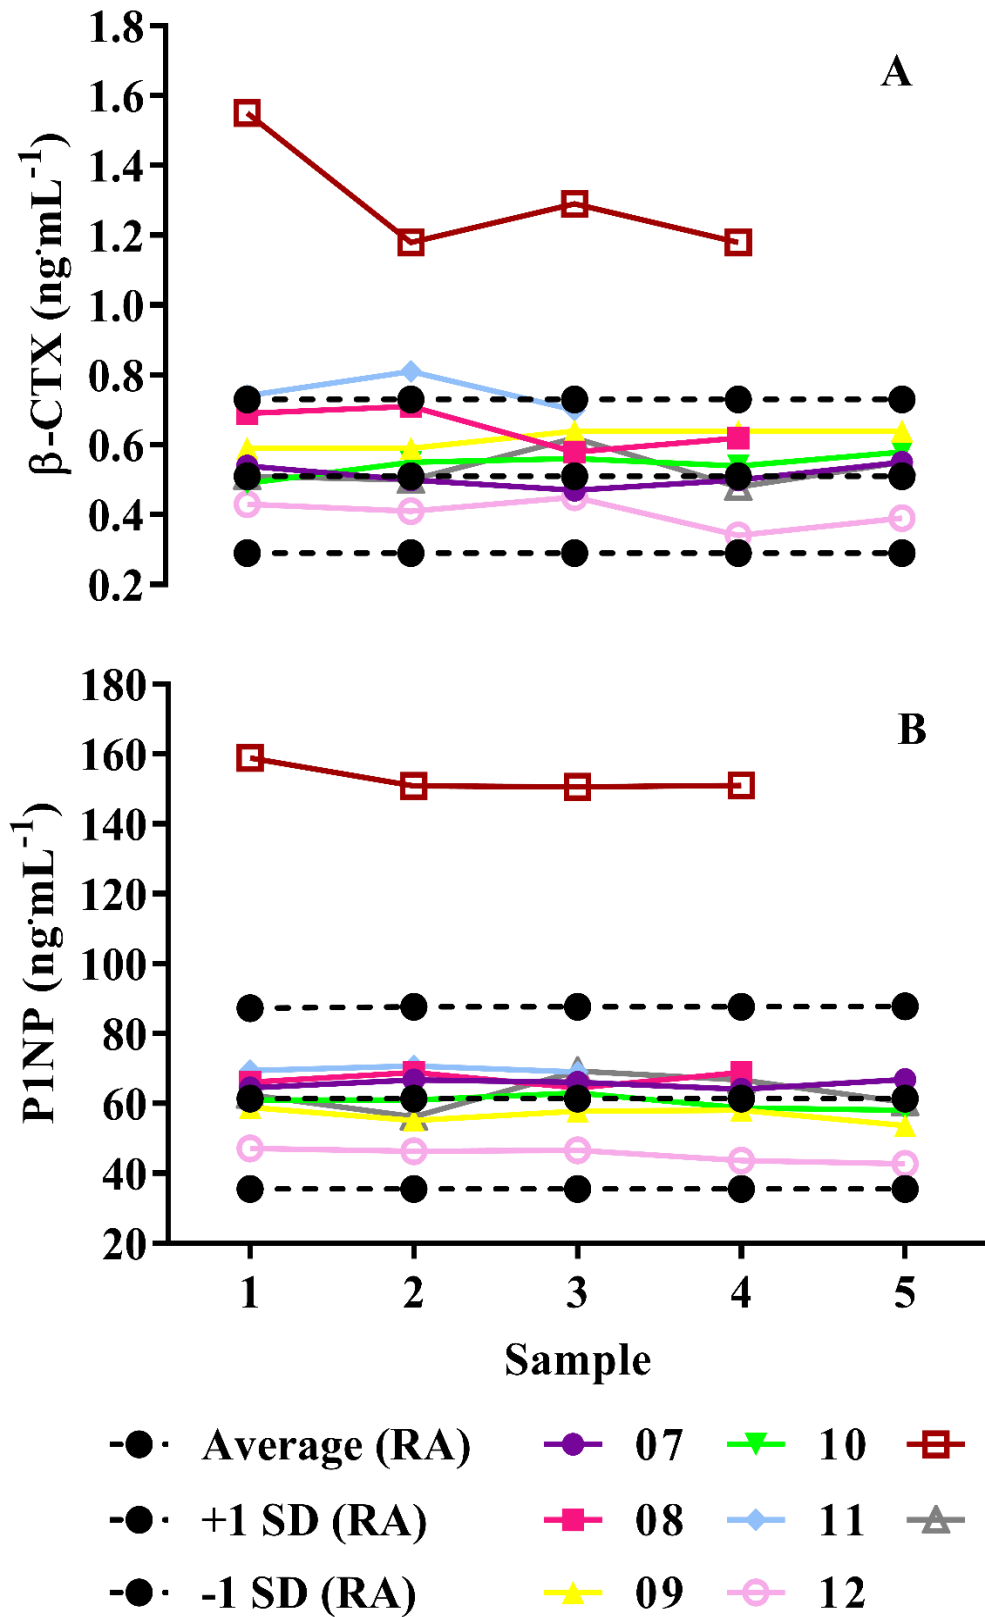 A
β-CTX (ng·mL⁻¹)
1.8
1.6
1.4
1.2
1.0
0.8
0.6
0.4
0.2
B
P1NP (ng·mL⁻¹)
180
160
140
120
100
80
60
40
20
1 2 3 4 5
Sample
Average (RA) 07 10
+1 SD (RA) 08 11
-1 SD (RA) 09 12